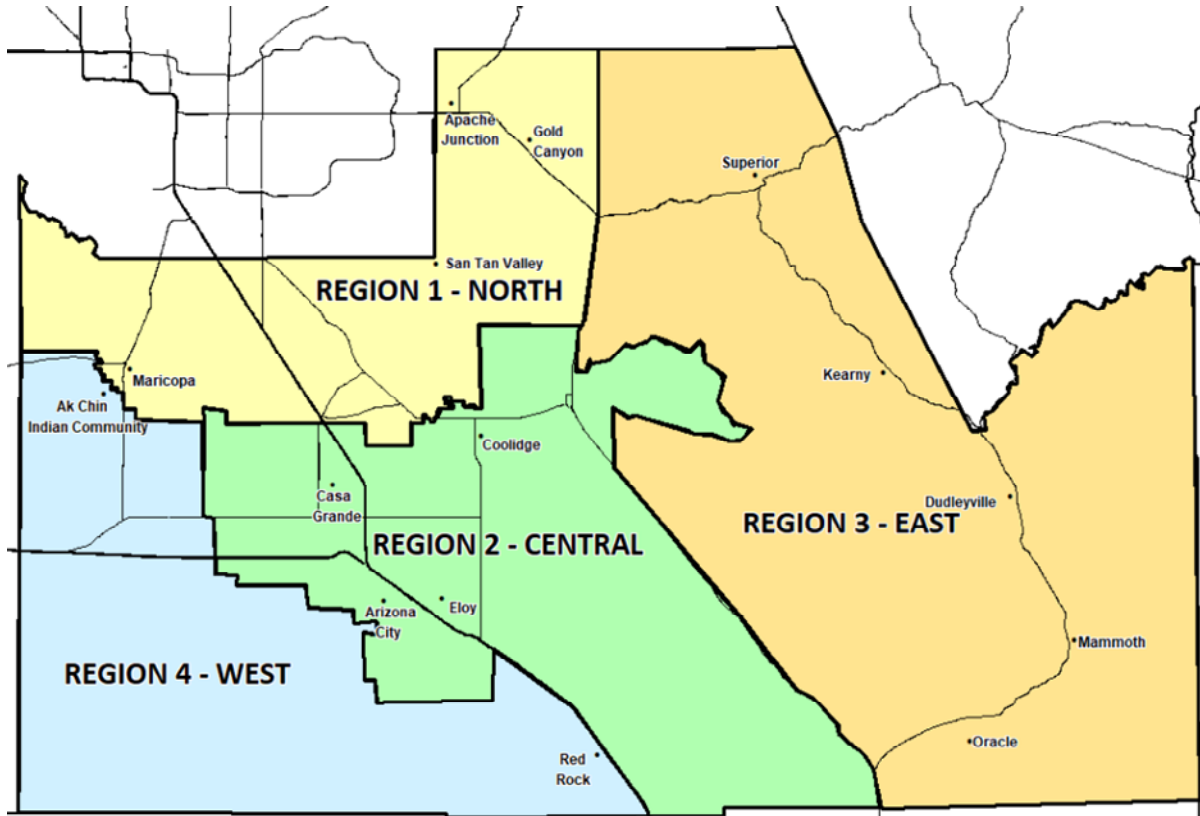 Apache
Junction
Gold
Canyon
Superior
San Tan Valley
REGION 1 - NORTH
Maricopa
Kearny
Ak Chin
Indian Community
Coolidge
Casa
Grande
Dudleyville
REGION 3 - EAST
REGION 2 - CENTRAL
Arizona
City
Eloy
Mammoth
REGION 4 - WEST
Oracle
Red
Rock